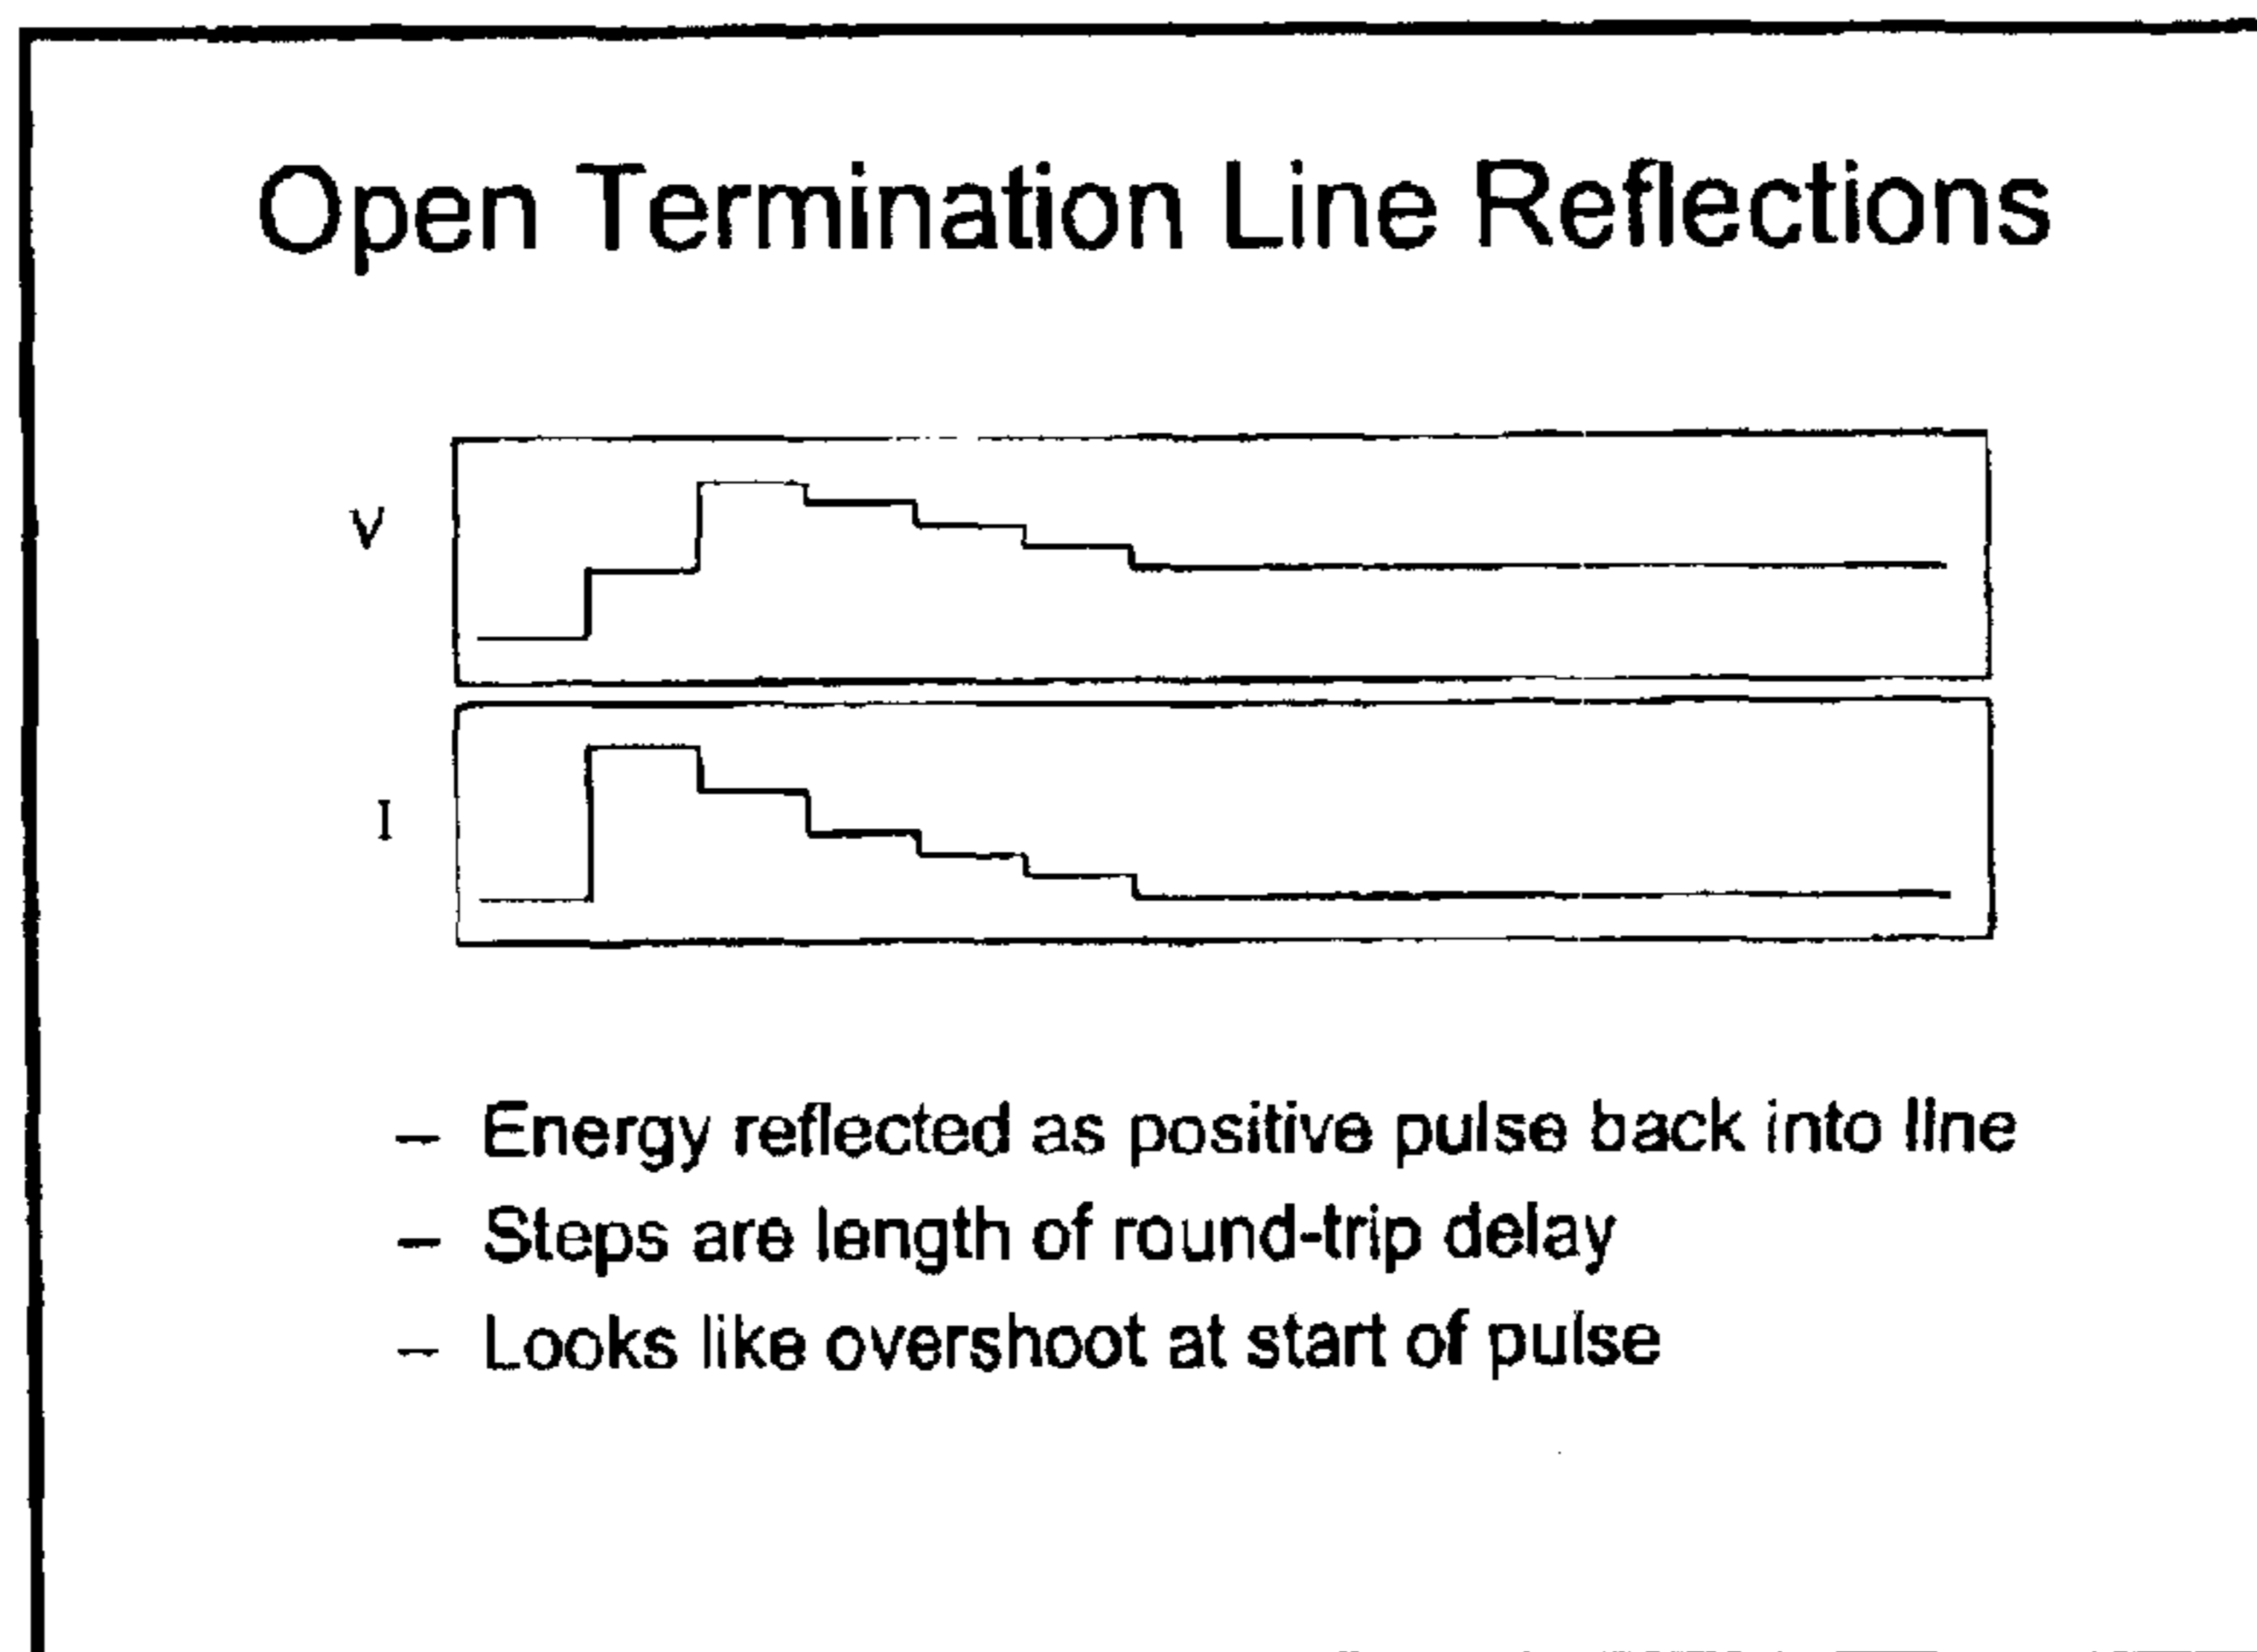 Open Termination Line Reflections
V
I
– Energy reflected as positive pulse back into line
– Steps are length of round-trip delay
– Looks like overshoot at start of pulse